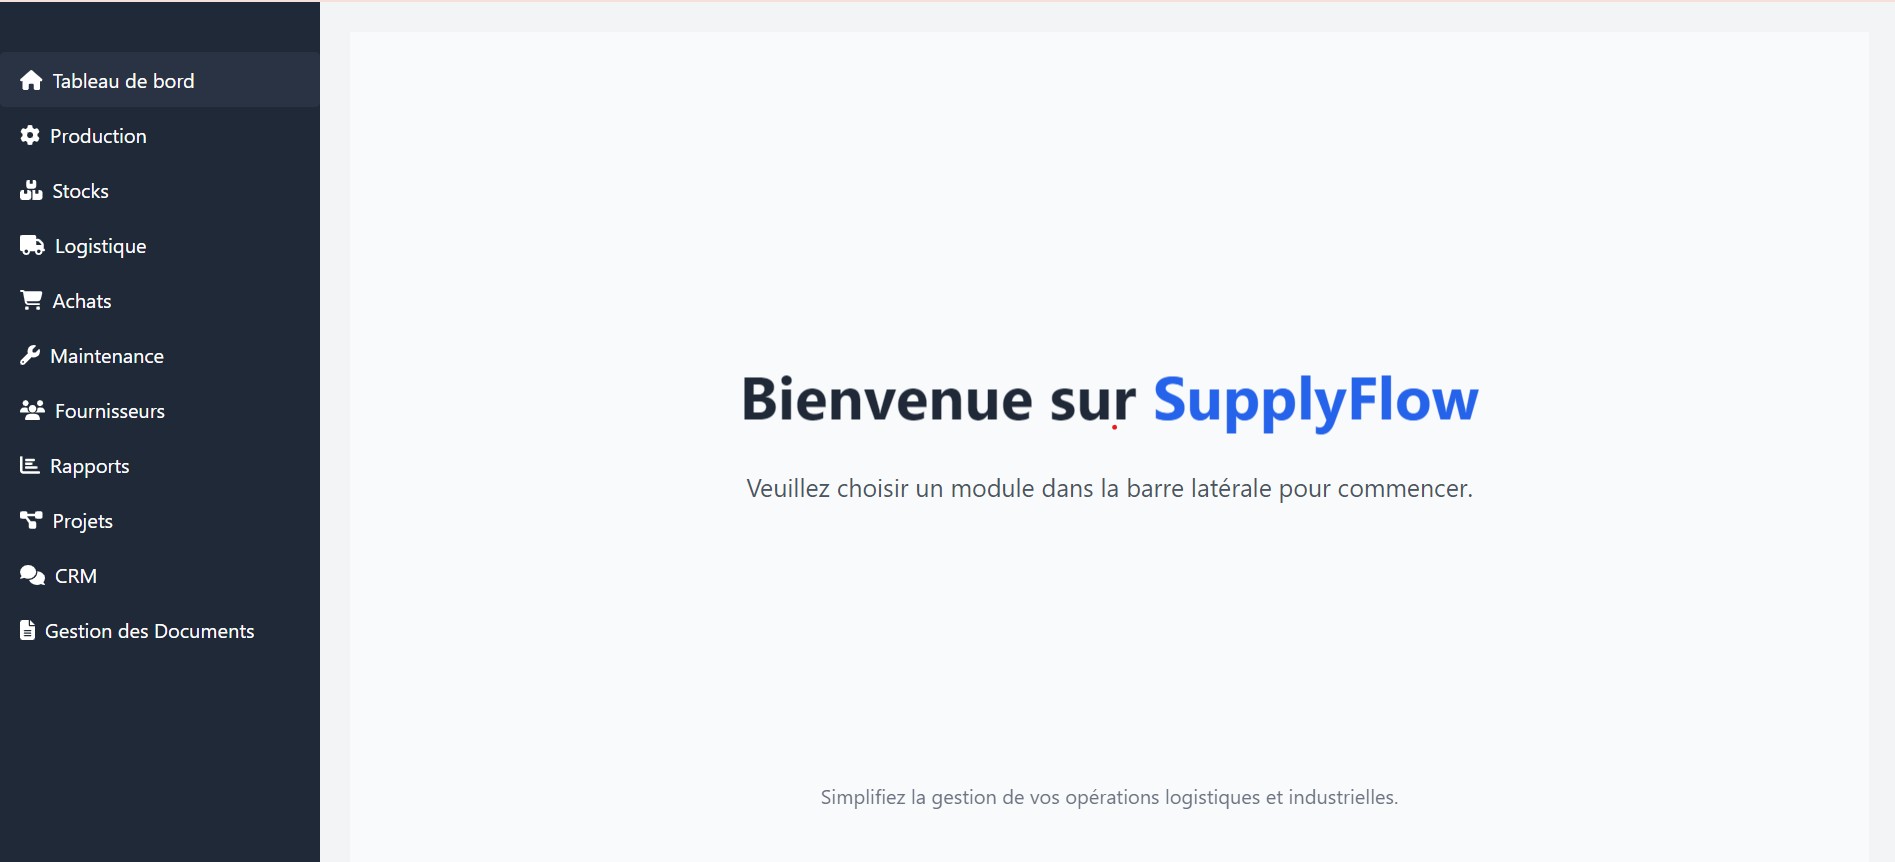 Tableau de bord
Production
Stocks
Logistique
Achats
Maintenance
Fournisseurs
Rapports
Projets
CRM
Gestion des Documents
Bienvenue sur SupplyFlow
Veuillez choisir un module dans la barre latérale pour commencer.
Simplifiez la gestion de vos opérations logistiques et industrielles.